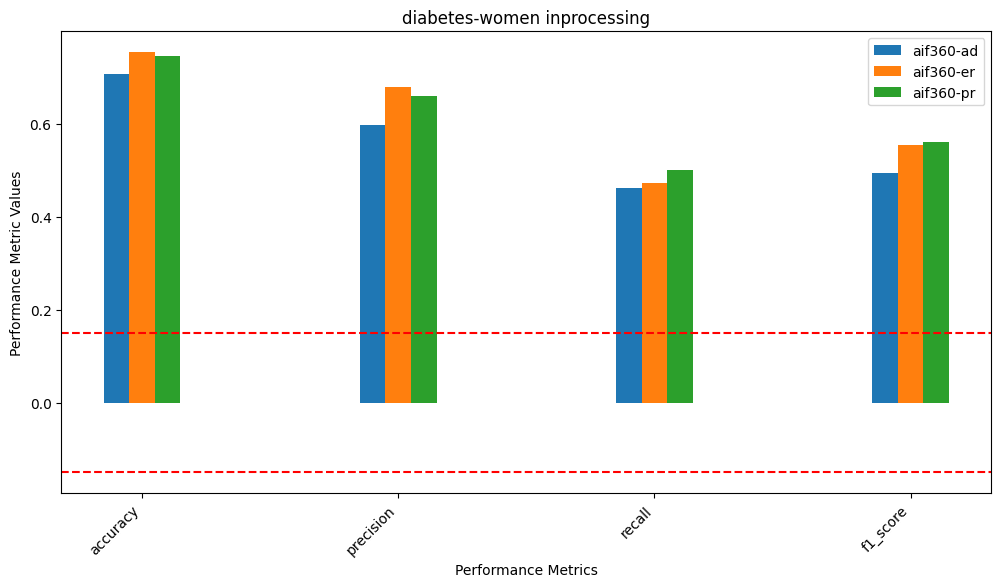 diabetes-women inprocessing
aif360-ad
aif360-er
aif360-pr
Performance Metric Values
0.6
0.4
0.2
0.0
accuracy
precision
recall
f1_score
Performance Metrics